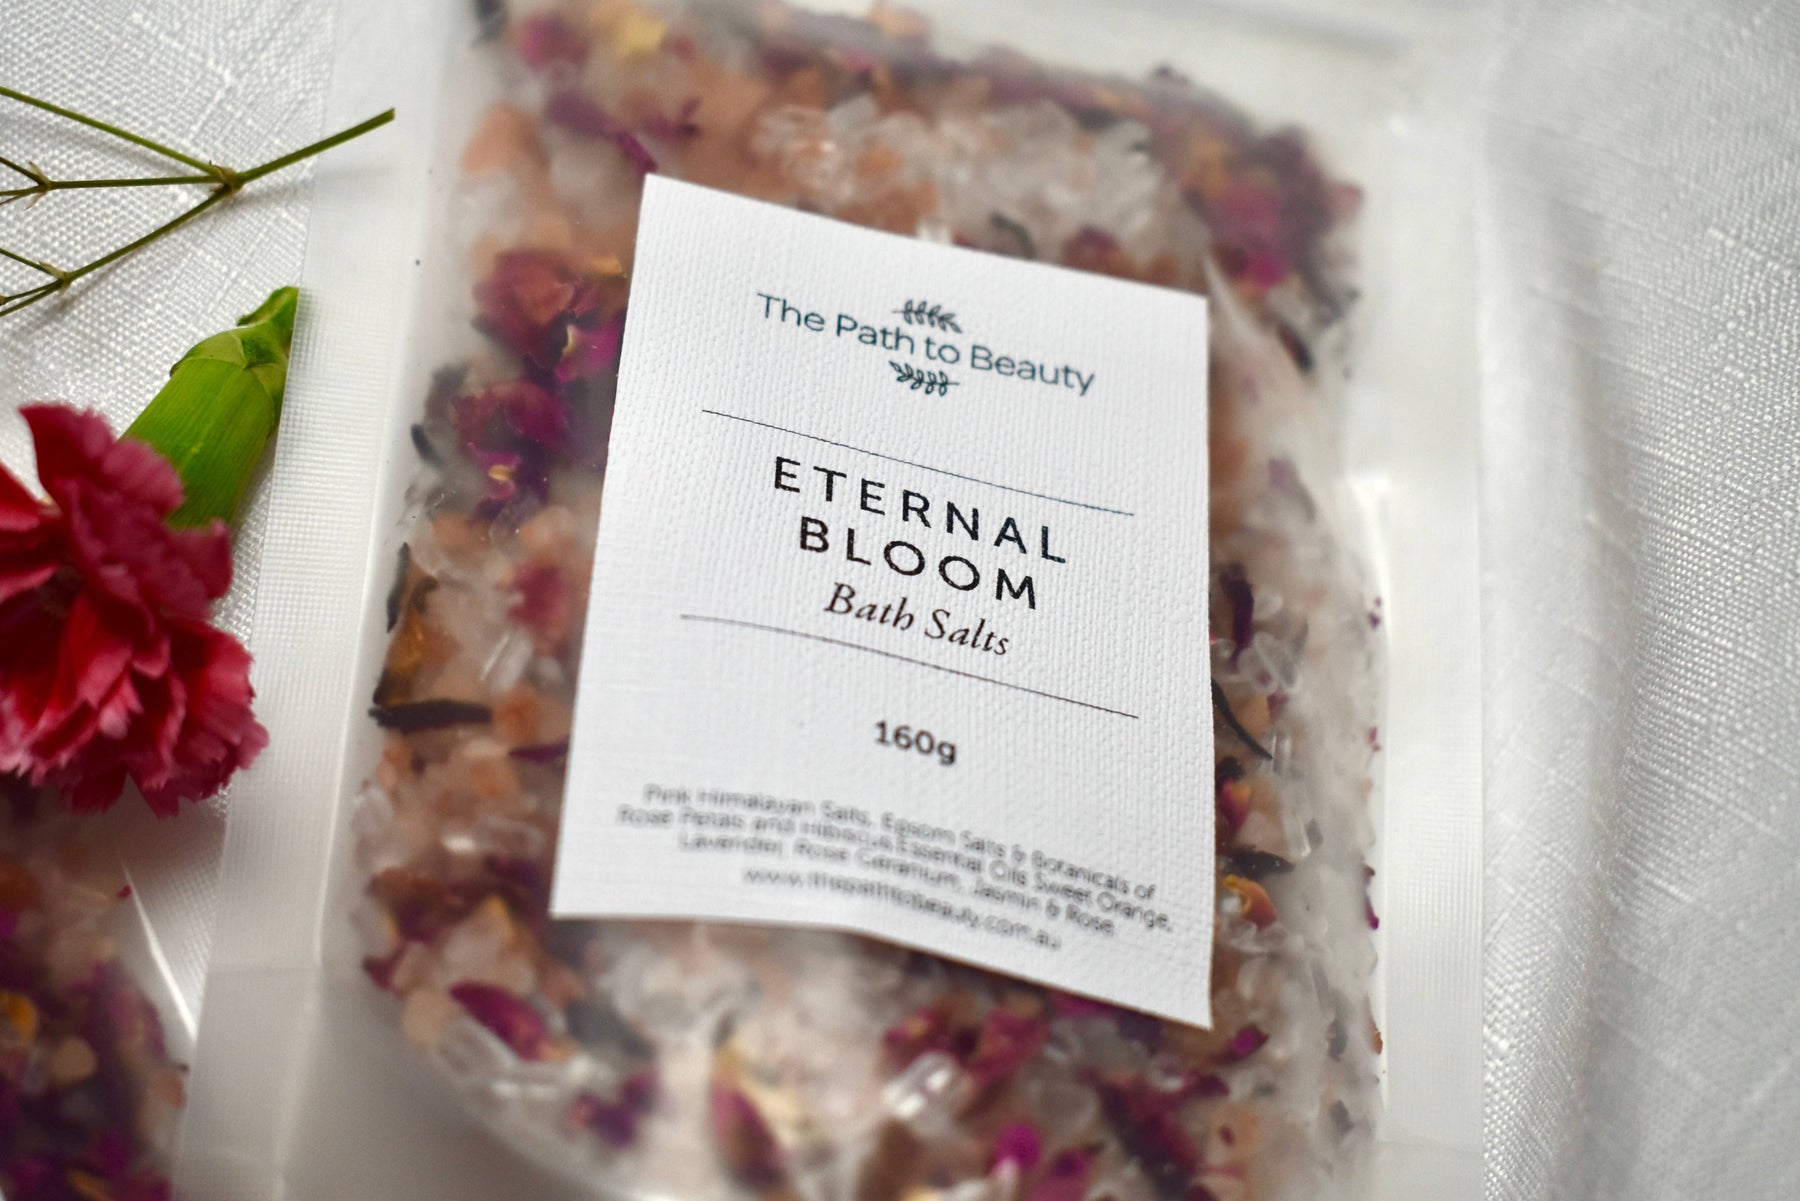 The Path to Beauty
ETERNAL
BLOOM
Bath Salts
160g
Pink Himalayan Salts, Epsom Salts & Botanicals of
Rose Petals and Hibiscus Essential Oils Sweet Orange,
Lavender, Rose Geranium, Jasmin & Rose.
www.thepathtobeauty.com.au